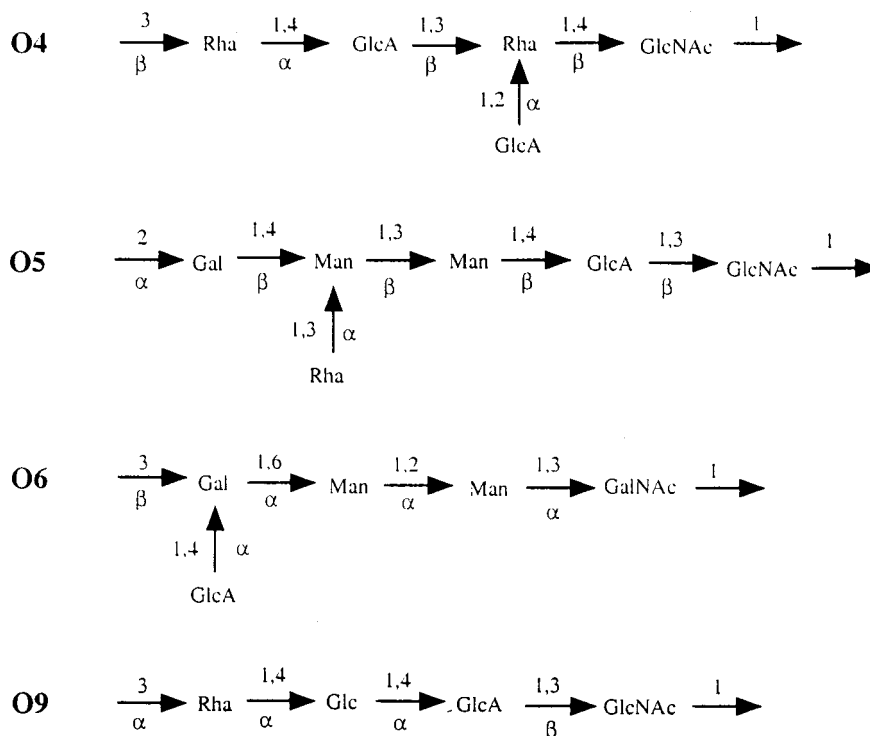 3 1,4 1,3 1,4 1
O4 Rha GlcA Rha GlcNAc
β α β β
1,2 α
GlcA
2 1,4 1,3 1,4 1,3 1
O5 Gal Man Man GlcA GlcNAc
α β β β β
1,3 α
Rha
3 1,6 1,2 1,3 1
O6 Gal Man Man GalNAc
β α α α
1,4 α
GlcA
3 1,4 1,4 1,3 1
O9 Rha Glc GlcA GlcNAc
α α α β